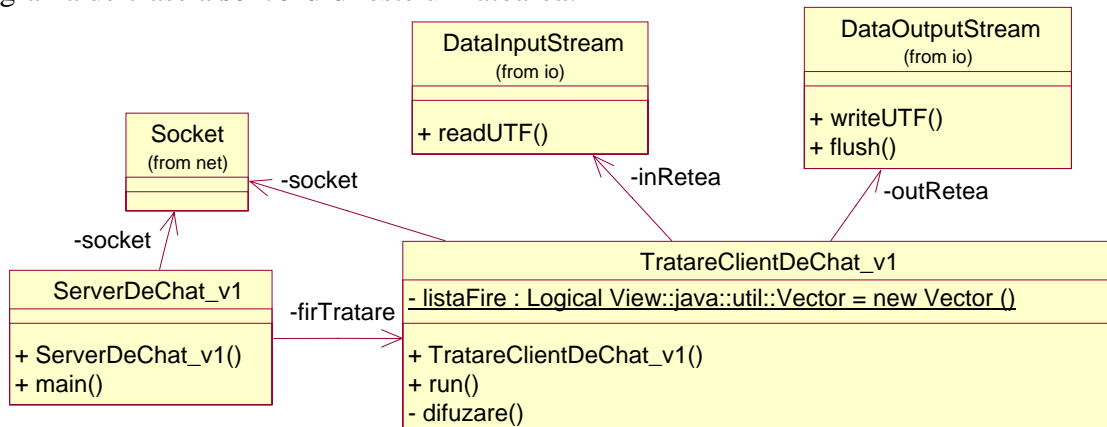 DataInputStream
(from io)
+ readUTF()
DataOutputStream
(from io)
+ writeUTF()
+ flush()
Socket
(from net)
-socket
-inRetea
-outRetea
-socket
ServerDeChat_v1
+ ServerDeChat_v1()
+ main()
-firTratare
TratareClientDeChat_v1
- listaFire : Logical View::java::util::Vector = new Vector ()
+ TratareClientDeChat_v1()
+ run()
- difuzare()